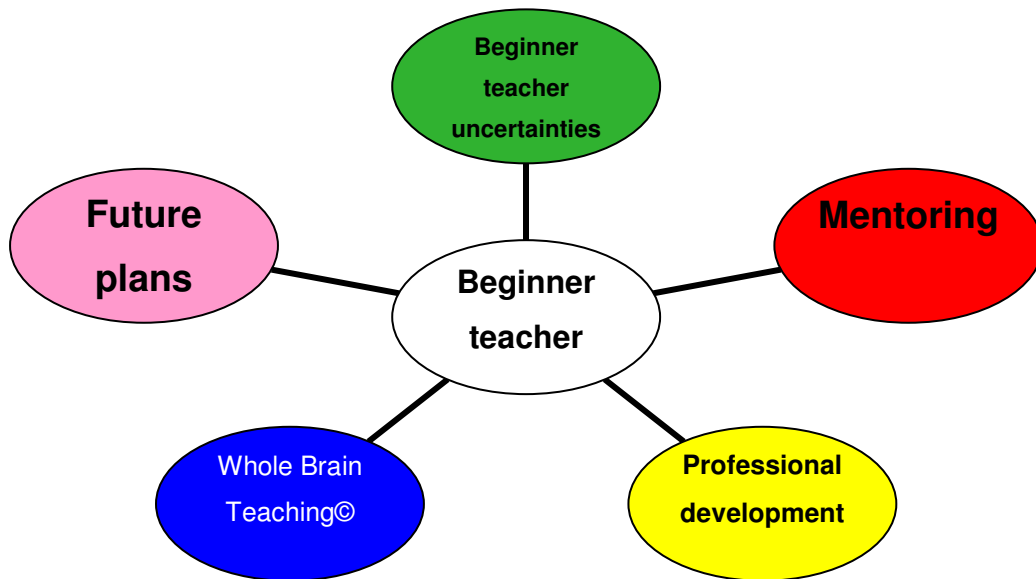 Beginner
teacher
uncertainties
Future
plans
Mentoring
Beginner
teacher
Whole Brain
Teaching©
Professional
development